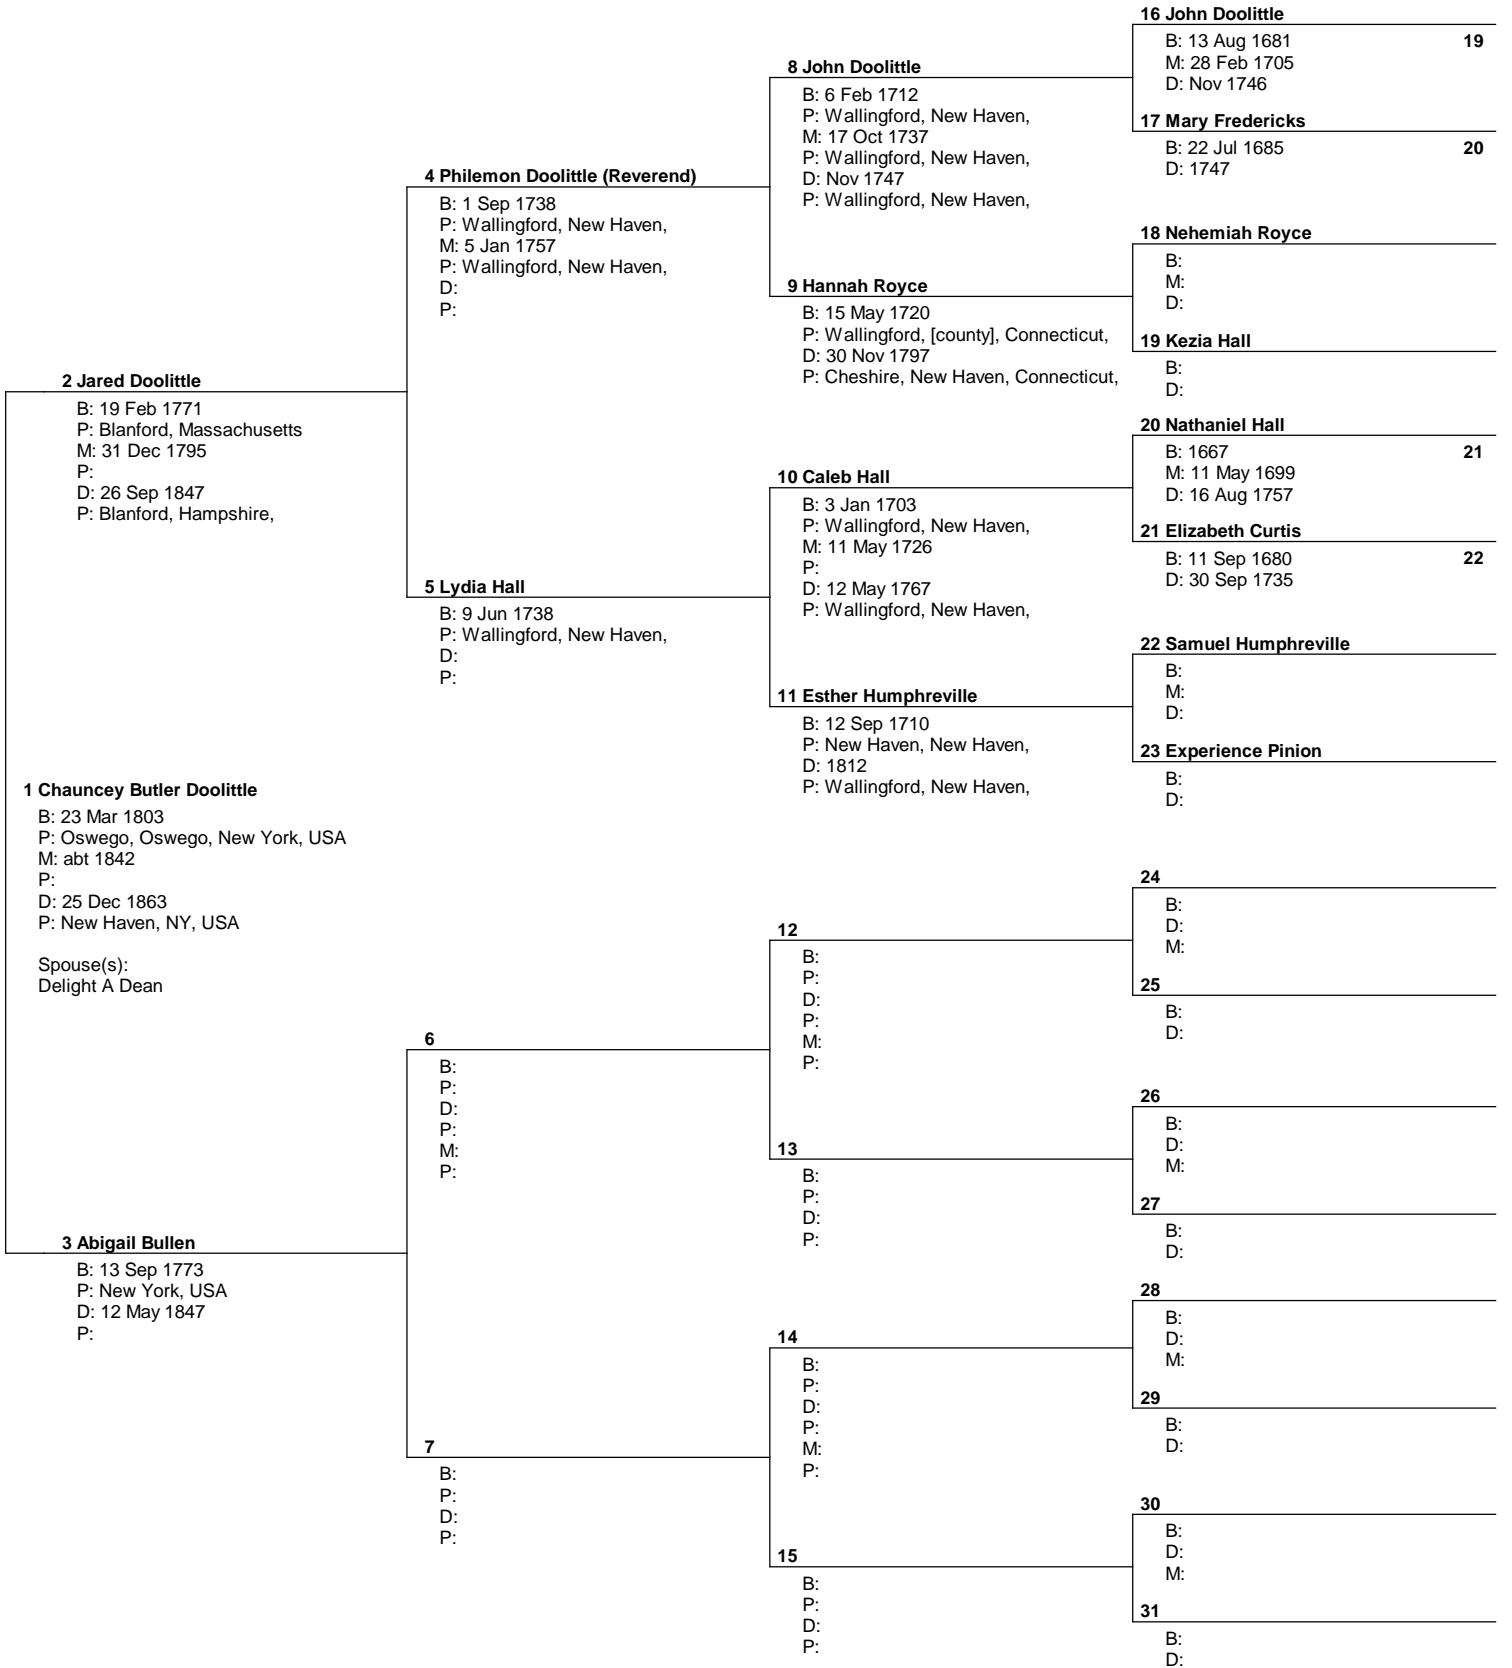 16 John Doolittle
B: 13 Aug 1681 19
M: 28 Feb 1705
D: Nov 1746
8 John Doolittle
B: 6 Feb 1712
P: Wallingford, New Haven,
M: 17 Oct 1737
P: Wallingford, New Haven,
D: Nov 1747
P: Wallingford, New Haven,
17 Mary Fredericks
B: 22 Jul 1685 20
D: 1747
4 Philemon Doolittle (Reverend)
B: 1 Sep 1738
P: Wallingford, New Haven,
M: 5 Jan 1757
P: Wallingford, New Haven,
D:
P:
18 Nehemiah Royce
B:
M:
D:
9 Hannah Royce
B: 15 May 1720
P: Wallingford, [county], Connecticut,
D: 30 Nov 1797
P: Cheshire, New Haven, Connecticut,
19 Kezia Hall
B:
D:
2 Jared Doolittle
B: 19 Feb 1771
P: Blanford, Massachusetts
M: 31 Dec 1795
P:
D: 26 Sep 1847
P: Blanford, Hampshire,
20 Nathaniel Hall
B: 1667 21
M: 11 May 1699
D: 16 Aug 1757
10 Caleb Hall
B: 3 Jan 1703
P: Wallingford, New Haven,
M: 11 May 1726
P:
D: 12 May 1767
P: Wallingford, New Haven,
21 Elizabeth Curtis
B: 11 Sep 1680 22
D: 30 Sep 1735
5 Lydia Hall
B: 9 Jun 1738
P: Wallingford, New Haven,
D:
P:
22 Samuel Humphreville
B:
M:
D:
11 Esther Humphreville
B: 12 Sep 1710
P: New Haven, New Haven,
D: 1812
P: Wallingford, New Haven,
23 Experience Pinion
B:
D:
1 Chauncey Butler Doolittle
B: 23 Mar 1803
P: Oswego, Oswego, New York, USA
M: abt 1842
P:
D: 25 Dec 1863
P: New Haven, NY, USA
Spouse(s):
Delight A Dean
24
B:
D:
M:
12
B:
P:
D:
P:
M:
P:
25
B:
D:
6
B:
P:
D:
P:
M:
P:
26
B:
D:
M:
13
B:
P:
D:
P:
27
B:
D:
3 Abigail Bullen
B: 13 Sep 1773
P: New York, USA
D: 12 May 1847
P:
28
B:
D:
M:
14
B:
P:
D:
P:
M:
P:
29
B:
D:
7
B:
P:
D:
P:
30
B:
D:
M:
15
B:
P:
D:
P:
31
B:
D: